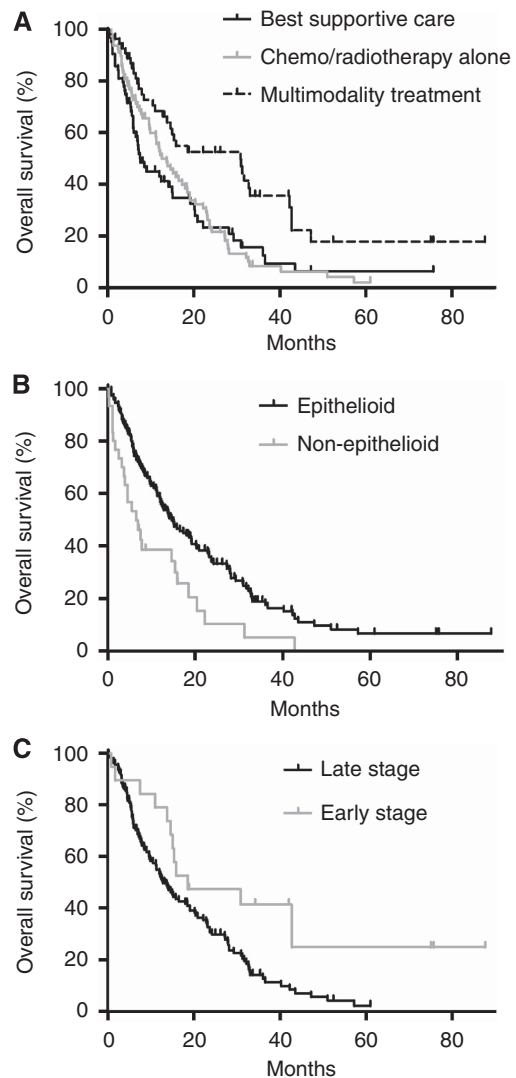 A
Best supportive care
Chemo/radiotherapy alone
Multimodality treatment
Overall survival (%)
100
80
60
40
20
0
0 20 40 60 80
Months
B
Epithelioid
Non-epithelioid
Overall survival (%)
100
80
60
40
20
0
0 20 40 60 80
Months
C
Late stage
Early stage
Overall survival (%)
100
80
60
40
20
0
0 20 40 60 80
Months